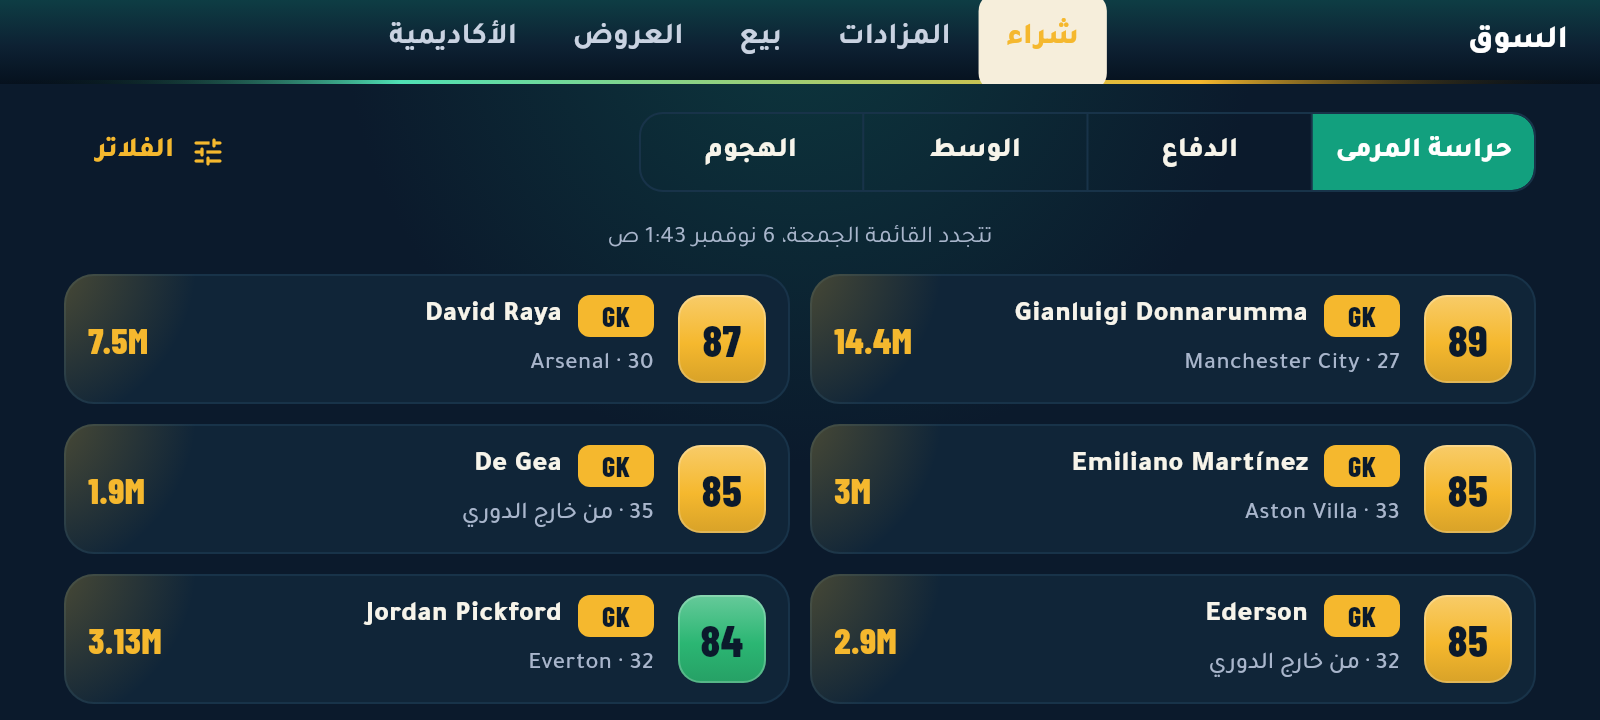 السوق
شراء
المزادات
بيع
العروض
الأكاديمية
حراسة المرمى
الدفاع
الوسط
الهجوم
الفلاتر
تتجدد القائمة الجمعة، 6 نوفمبر 1:43 ص
89
GK Gianluigi Donnarumma
27 · Manchester City
14.4M
87
GK David Raya
30 · Arsenal
7.5M
85
GK Emiliano Martínez
33 · Aston Villa
3M
85
GK De Gea
35 · من خارج الدوري
1.9M
85
GK Ederson
32 · من خارج الدوري
2.9M
84
GK Jordan Pickford
32 · Everton
3.13M